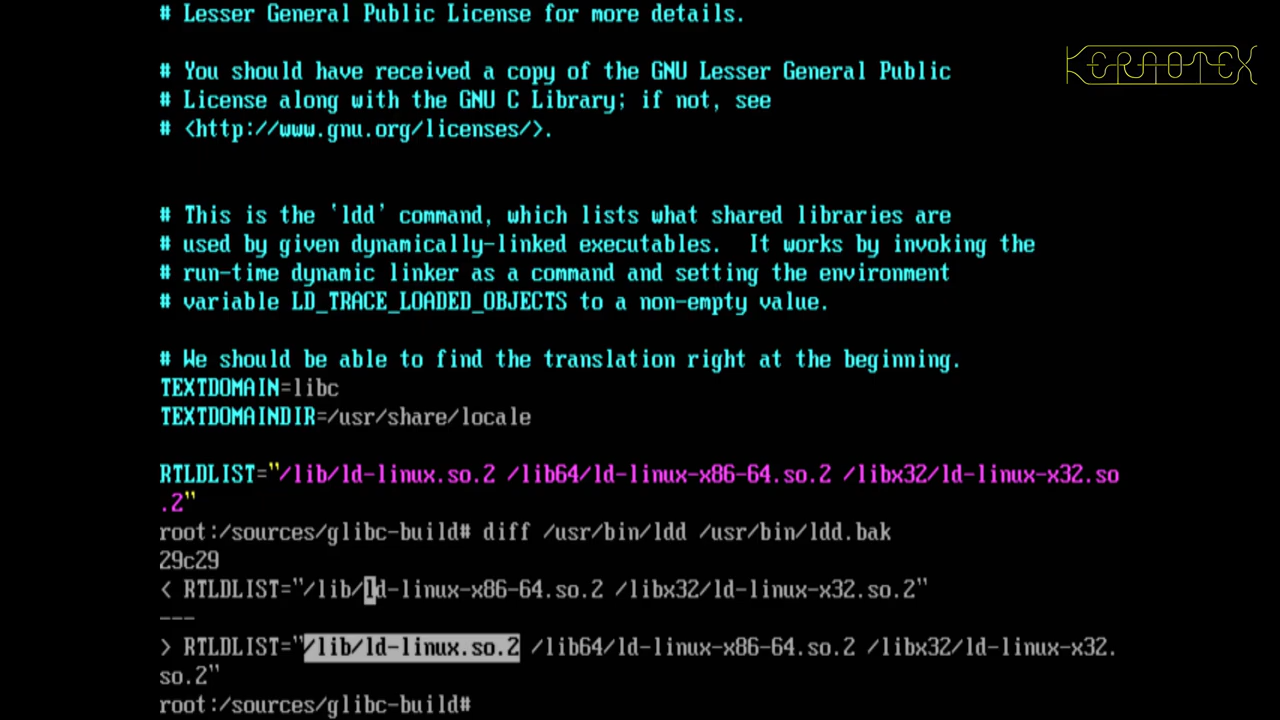 # Lesser General Public License for more details.
KERNOTEX
# You should have received a copy of the GNU Lesser General Public
# License along with the GNU C Library; if not, see
# <http://www.gnu.org/licenses/>.
# This is the `ldd' command, which lists what shared libraries are
# used by given dynamically-linked executables.  It works by invoking the
# run-time dynamic linker as a command and setting the environment
# variable LD_TRACE_LOADED_OBJECTS to a non-empty value.
# We should be able to find the translation right at the beginning.
TEXTDOMAIN=libc
TEXTDOMAINDIR=/usr/share/locale
RTLDLIST="/lib/ld-linux.so.2 /lib64/ld-linux-x86-64.so.2 /libx32/ld-linux-x32.so
.2"
root:/sources/glibc-build# diff /usr/bin/ldd /usr/bin/ldd.bak
29c29
< RTLDLIST="/lib/ld-linux-x86-64.so.2 /libx32/ld-linux-x32.so.2"
---
> RTLDLIST="/lib/ld-linux.so.2 /lib64/ld-linux-x86-64.so.2 /libx32/ld-linux-x32.
so.2"
root:/sources/glibc-build#